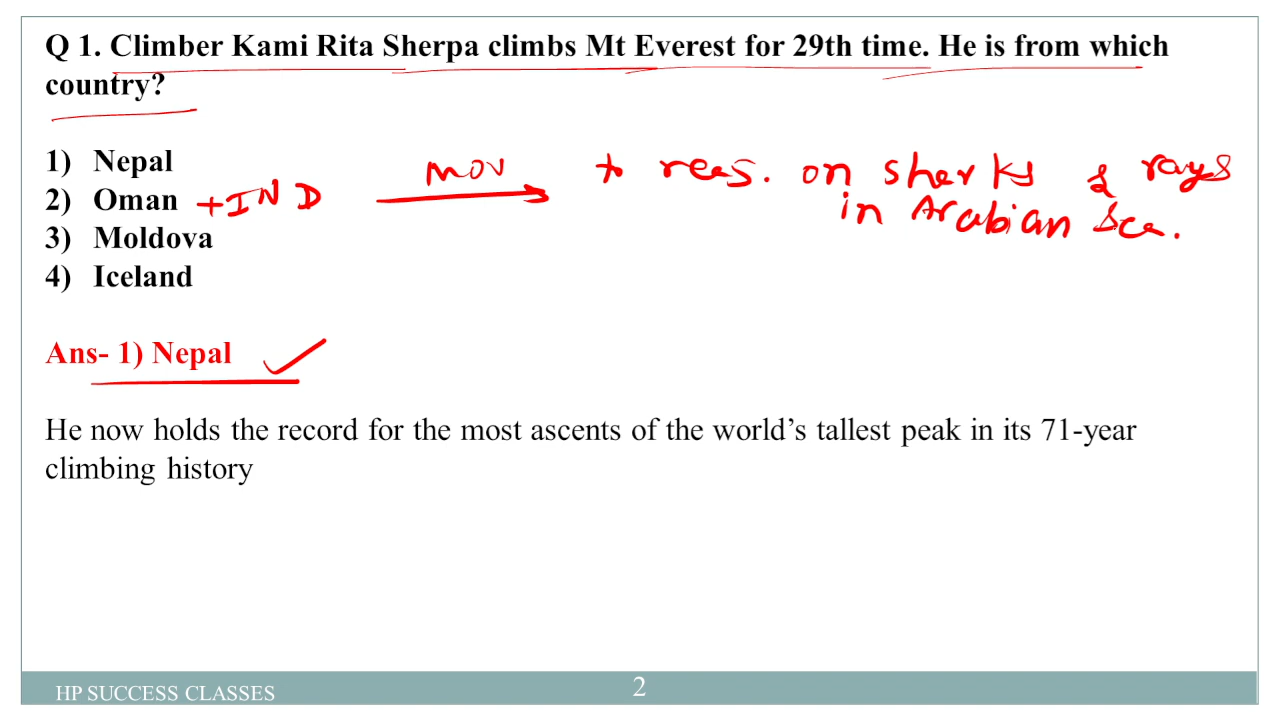 Q 1. Climber Kami Rita Sherpa climbs Mt Everest for 29th time. He is from which
country?
1) Nepal
2) Oman + IND MOU to reas. on sharks & rays
in Arabian Sea.
3) Moldova
4) Iceland
Ans- 1) Nepal
He now holds the record for the most ascents of the world's tallest peak in its 71-year
climbing history
HP SUCCESS CLASSES
2